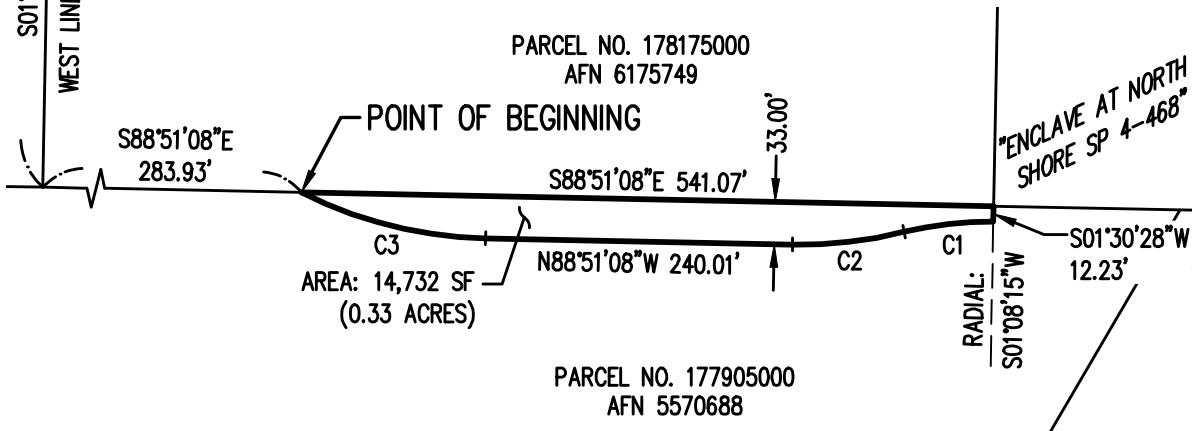 S01°
WEST LINE
PARCEL NO. 178175000
AFN 6175749
POINT OF BEGINNING
S88°51'08"E
283.93'
33.00'
"ENCLAVE AT NORTH
SHORE SP 4-468"
S88°51'08"E 541.07'
C3
N88°51'08"W 240.01'
C2
C1
S01°30'28"W
12.23'
AREA: 14,732 SF
(0.33 ACRES)
RADIAL:
S01°08'15"W
PARCEL NO. 177905000
AFN 5570688